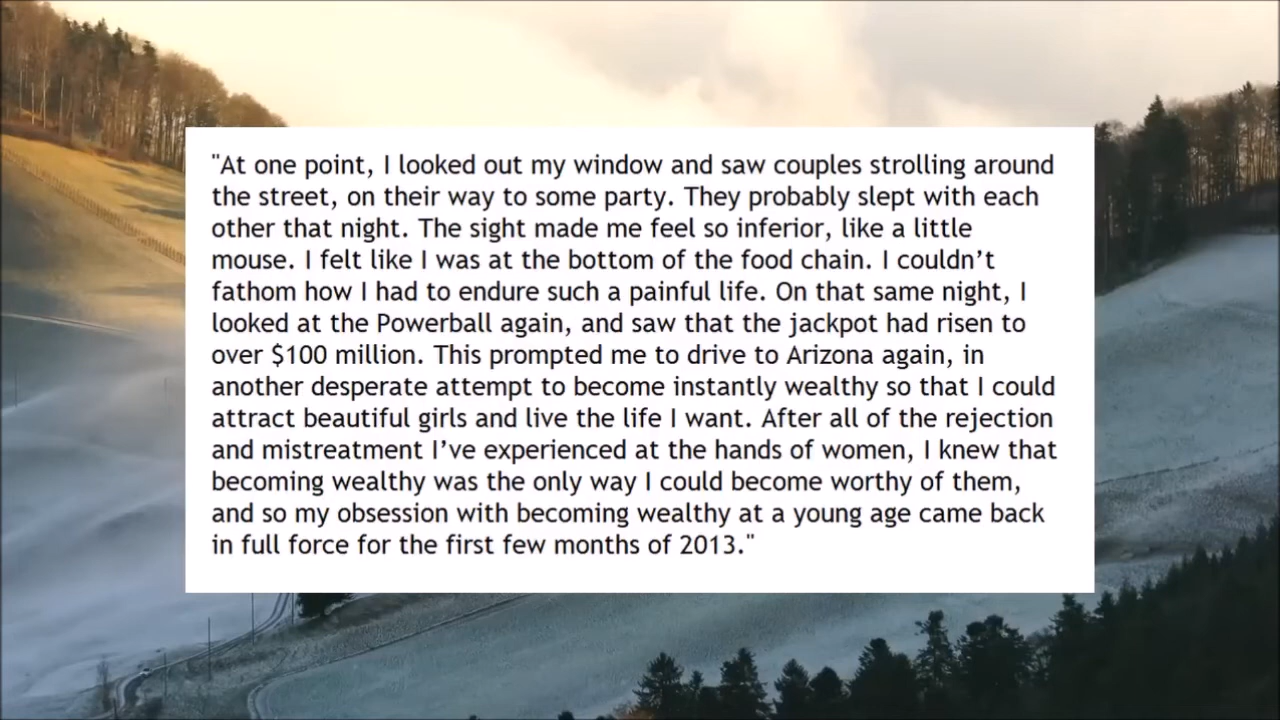 "At one point, I looked out my window and saw couples strolling around
the street, on their way to some party. They probably slept with each
other that night. The sight made me feel so inferior, like a little
mouse. I felt like I was at the bottom of the food chain. I couldn’t
fathom how I had to endure such a painful life. On that same night, I
looked at the Powerball again, and saw that the jackpot had risen to
over $100 million. This prompted me to drive to Arizona again, in
another desperate attempt to become instantly wealthy so that I could
attract beautiful girls and live the life I want. After all of the rejection
and mistreatment I’ve experienced at the hands of women, I knew that
becoming wealthy was the only way I could become worthy of them,
and so my obsession with becoming wealthy at a young age came back
in full force for the first few months of 2013."